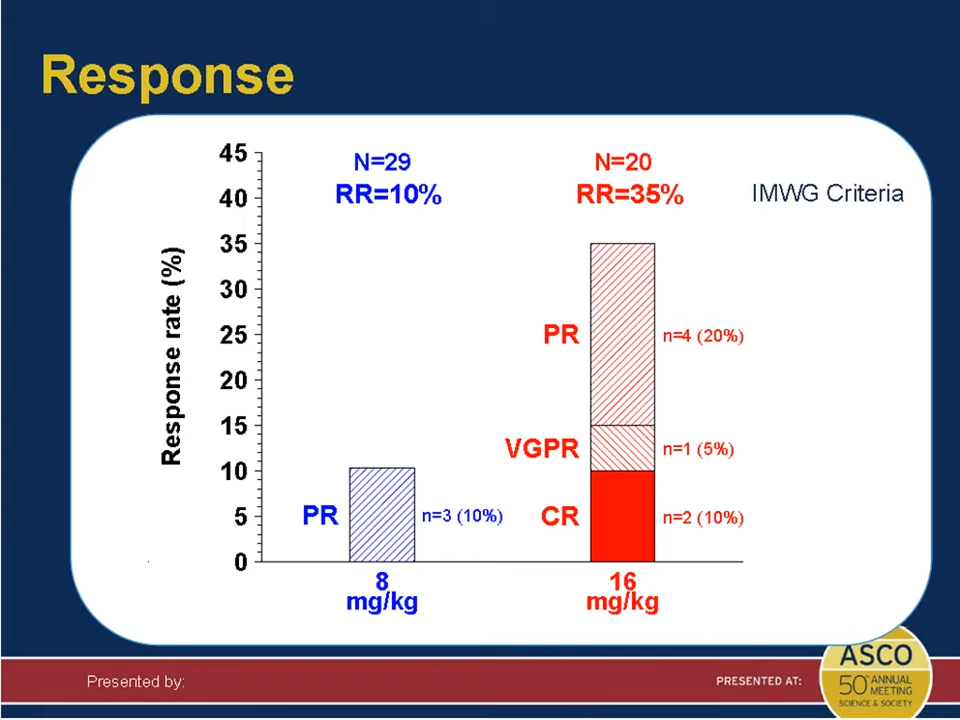 Response
N=29
RR=10%
N=20
RR=35%
IMWG Criteria
Response rate (%)
45
40
35
30
25
20
15
10
5
0
PR
n=4 (20%)
VGPR
n=1 (5%)
PR
n=3 (10%)
CR
n=2 (10%)
8
mg/kg
16
mg/kg
Presented by:
PRESENTED AT:
ASCO
50TH ANNUAL
MEETING
SCIENCE & SOCIETY